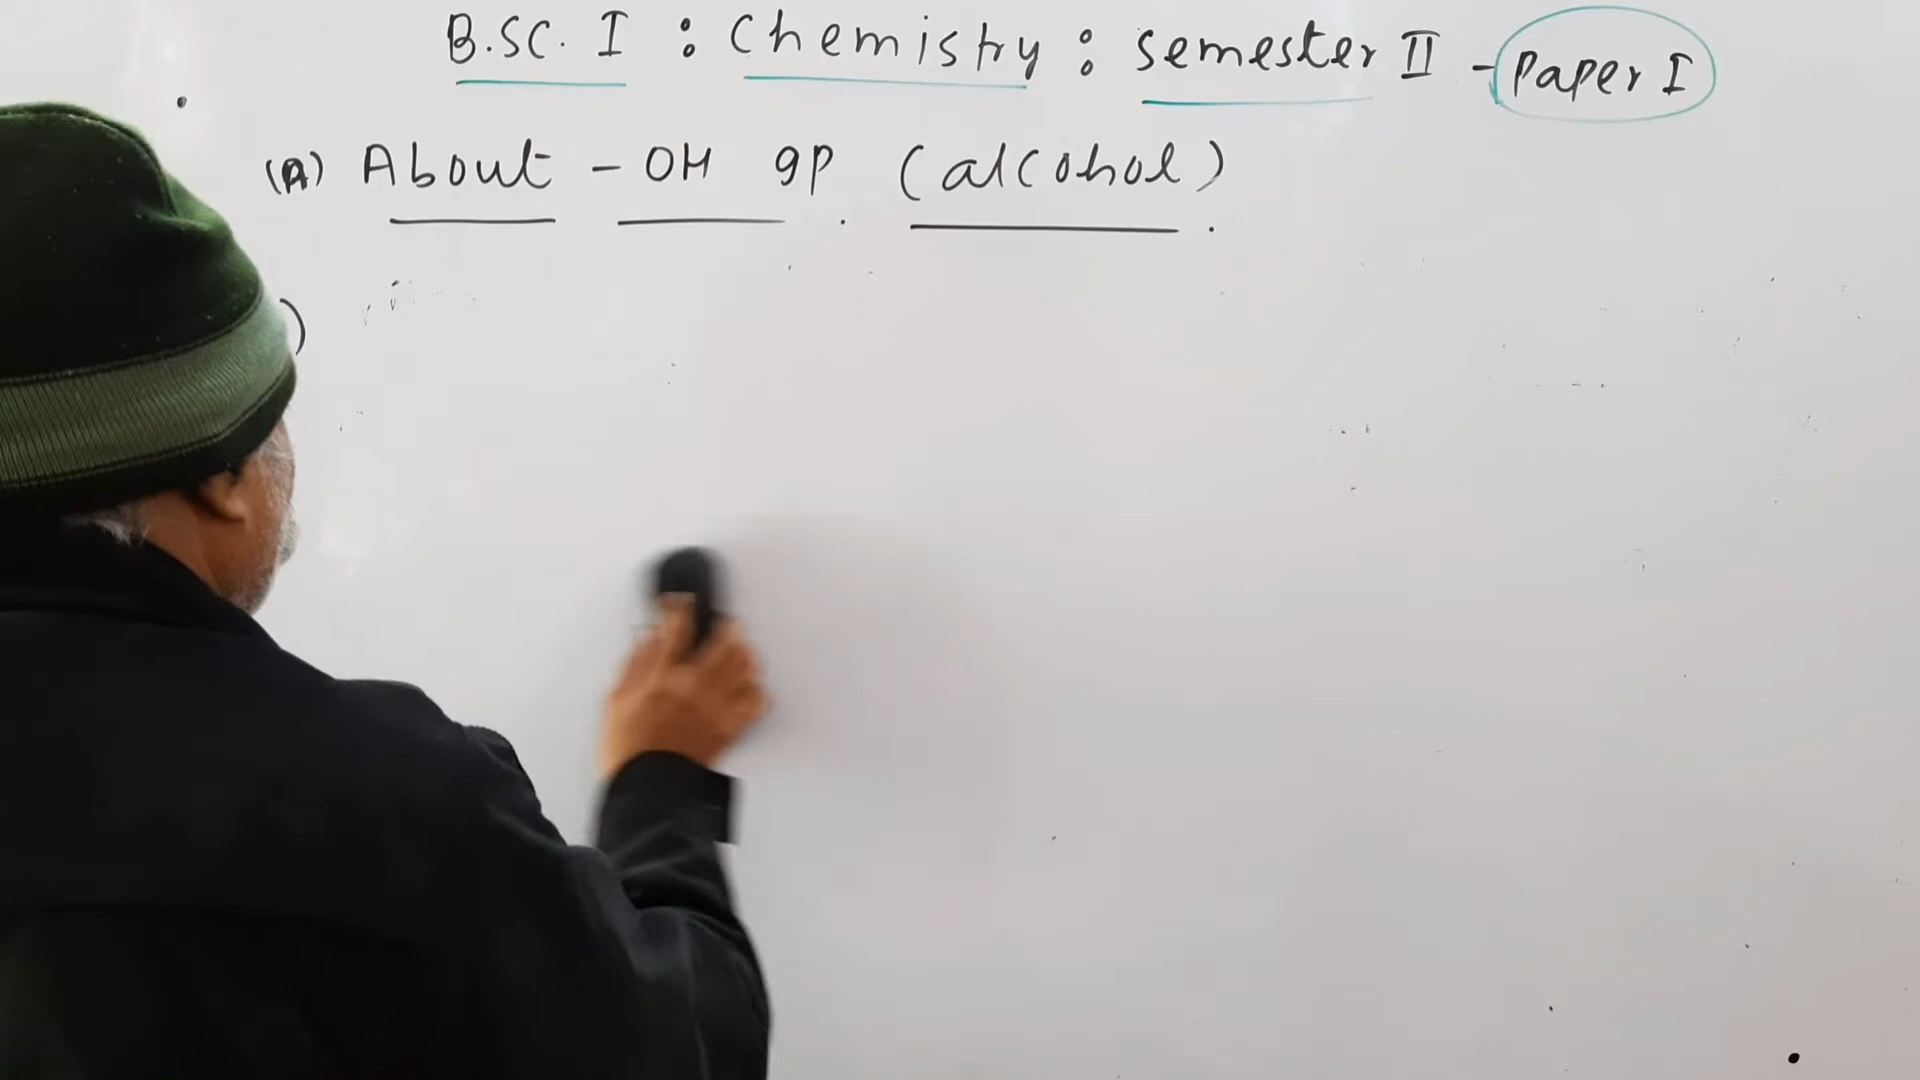 B.SC. I : Chemistry : semester II - Paper I
(A) About - OH gp (alcohol)
)